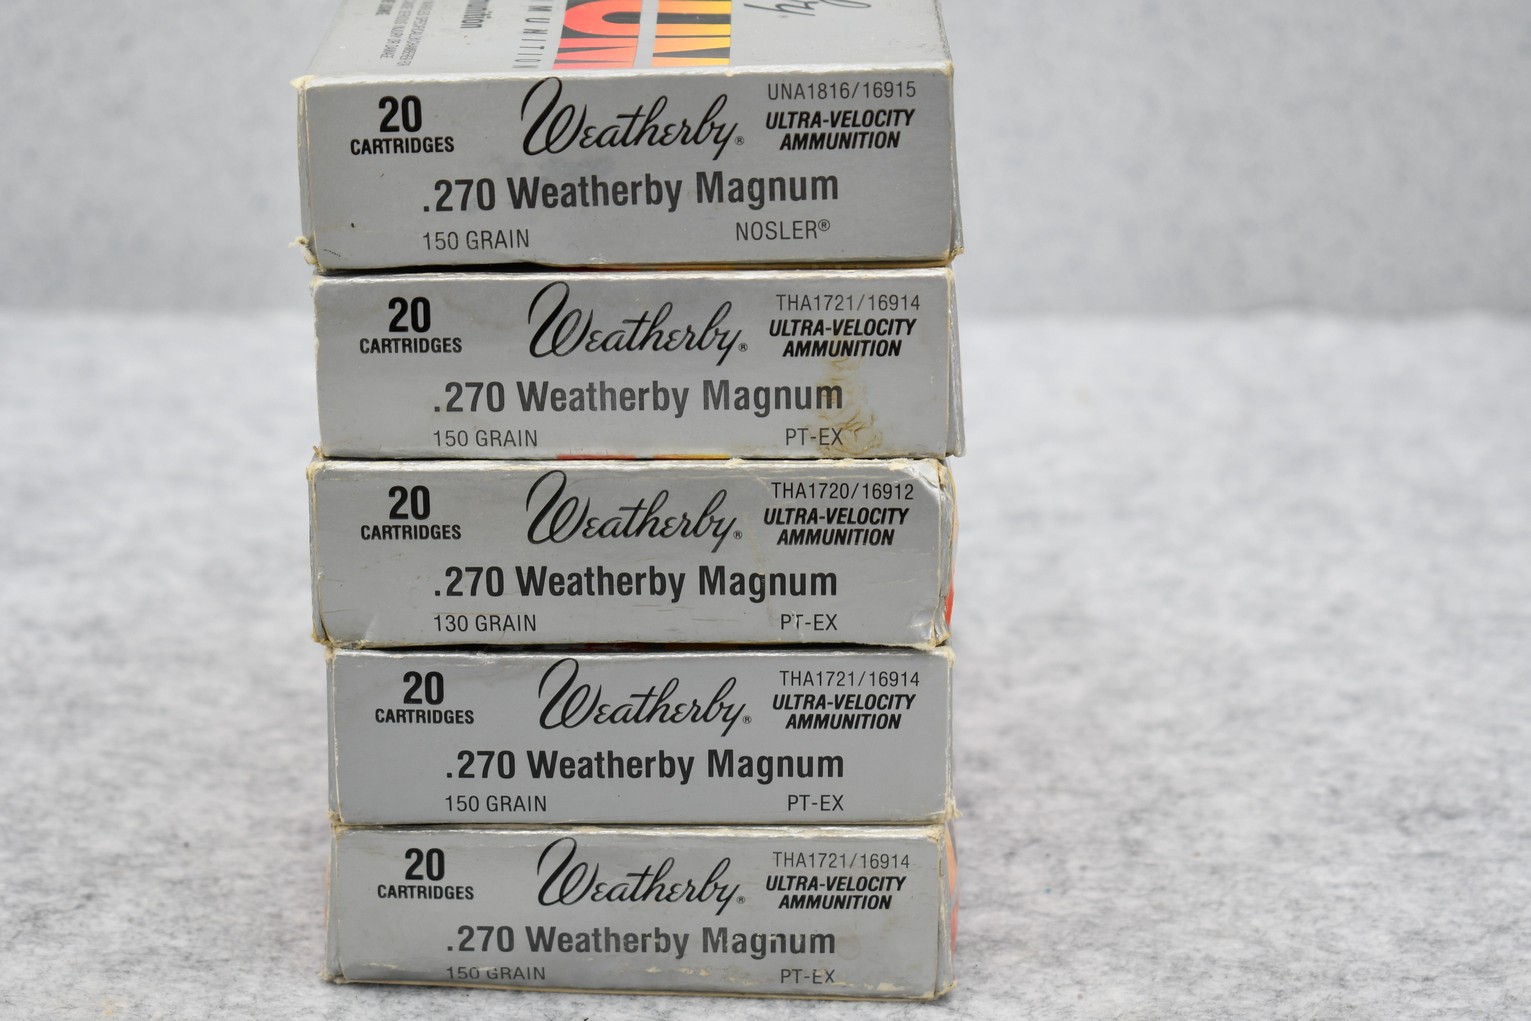 AMMUNITION
20
CARTRIDGES
Weatherby®
UNA1816/16915
ULTRA-VELOCITY
AMMUNITION
.270 Weatherby Magnum
150 GRAIN
NOSLER®
20
CARTRIDGES
Weatherby®
THA1721/16914
ULTRA-VELOCITY
AMMUNITION
.270 Weatherby Magnum
150 GRAIN
PT-EX
20
CARTRIDGES
Weatherby®
THA1720/16912
ULTRA-VELOCITY
AMMUNITION
.270 Weatherby Magnum
130 GRAIN
PT-EX
20
CARTRIDGES
Weatherby®
THA1721/16914
ULTRA-VELOCITY
AMMUNITION
.270 Weatherby Magnum
150 GRAIN
PT-EX
20
CARTRIDGES
Weatherby®
THA1721/16914
ULTRA-VELOCITY
AMMUNITION
.270 Weatherby Magnum
150 GRAIN
PT-EX